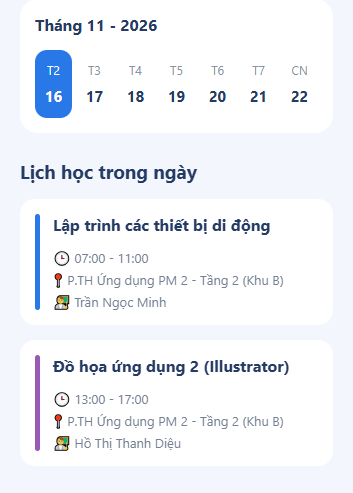 Tháng 11 - 2026
T2 T3 T4 T5 T6 T7 CN
16 17 18 19 20 21 22
Lịch học trong ngày
Lập trình các thiết bị di động
07:00 - 11:00
P.TH Ứng dụng PM 2 - Tầng 2 (Khu B)
Trần Ngọc Minh
Đồ họa ứng dụng 2 (Illustrator)
13:00 - 17:00
P.TH Ứng dụng PM 2 - Tầng 2 (Khu B)
Hồ Thị Thanh Diệu